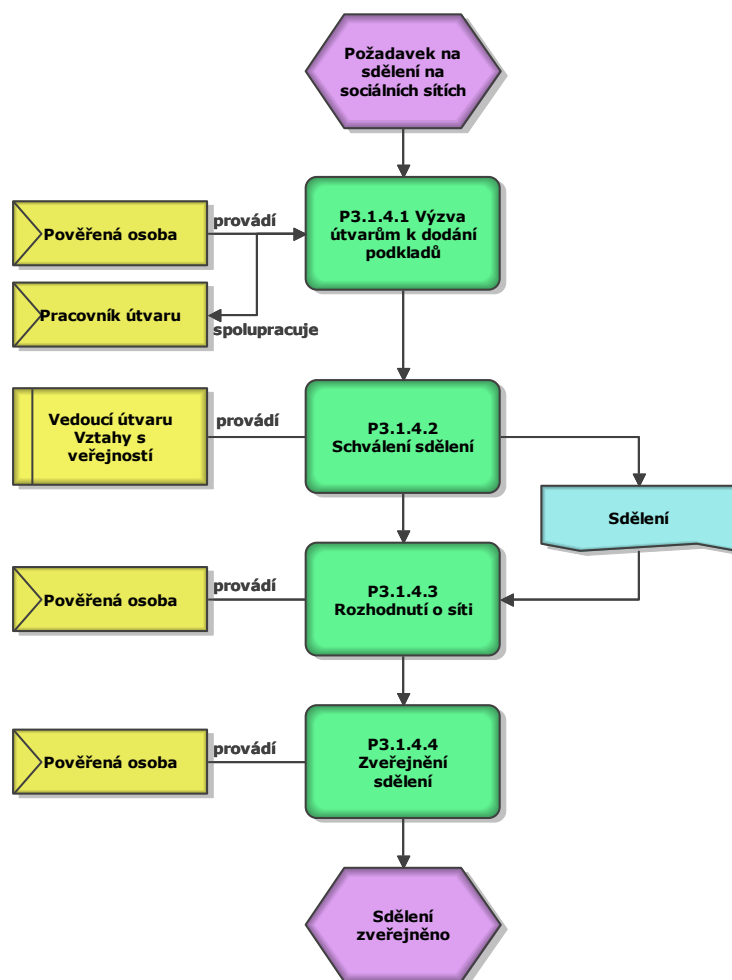 Požadavek na
sdělení na
sociálních sítích
P3.1.4.1 Výzva
útvarům k dodání
podkladů
provádí
Pověřená osoba
Pracovník útvaru
spolupracuje
Vedoucí útvaru
Vztahy s
veřejností
provádí
P3.1.4.2
Schválení sdělení
Sdělení
Pověřená osoba
provádí
P3.1.4.3
Rozhodnutí o síti
Pověřená osoba
provádí
P3.1.4.4
Zveřejnění
sdělení
Sdělení
zveřejněno